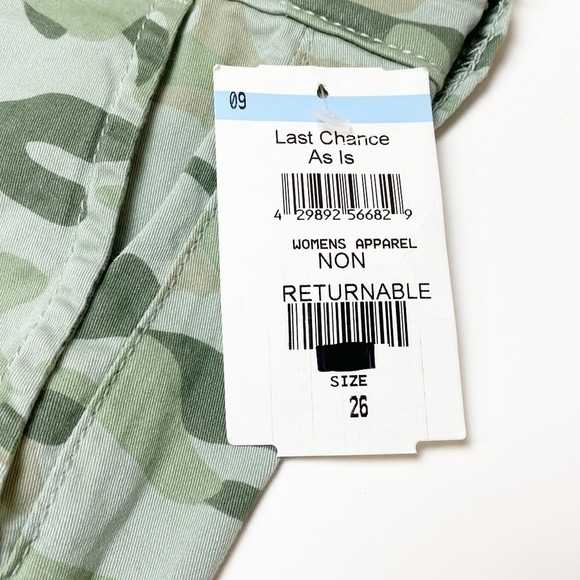 09
Last Chance
As Is
4 29892 56682 9
WOMENS APPAREL
NON
RETURNABLE
SIZE
26